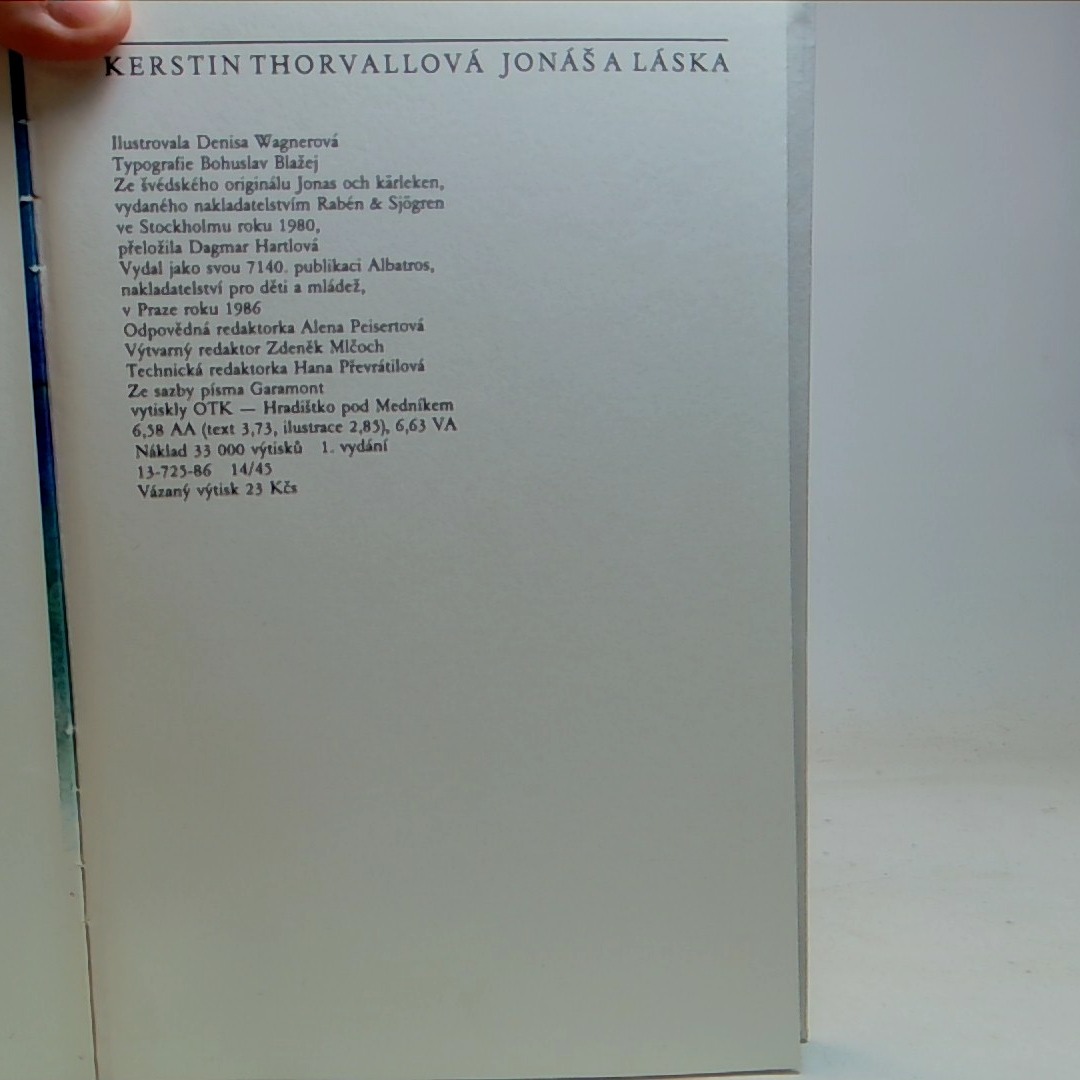 KERSTIN THORVALLOVÁ JONÁŠ A LÁSKA
Ilustrovala Denisa Wagnerová
Typografie Bohuslav Blažej
Ze švédského originálu Jonas och kärleken,
vydaného nakladatelstvím Rabén & Sjögren
ve Stockholmu roku 1980,
přeložila Dagmar Hartlová
Vydal jako svou 7140. publikaci Albatros,
nakladatelství pro děti a mládež,
v Praze roku 1986
Odpovědná redaktorka Alena Peisertová
Výtvarný redaktor Zdeněk Mlčoch
Technická redaktorka Hana Převrátilová
Ze sazby písma Garamont
vytiskly OTK — Hradištko pod Medníkem
6,58 AA (text 3,73, ilustrace 2,85), 6,63 VA
Náklad 33 000 výtisků 1. vydání
13-725-86 14/45
Vázaný výtisk 23 Kčs